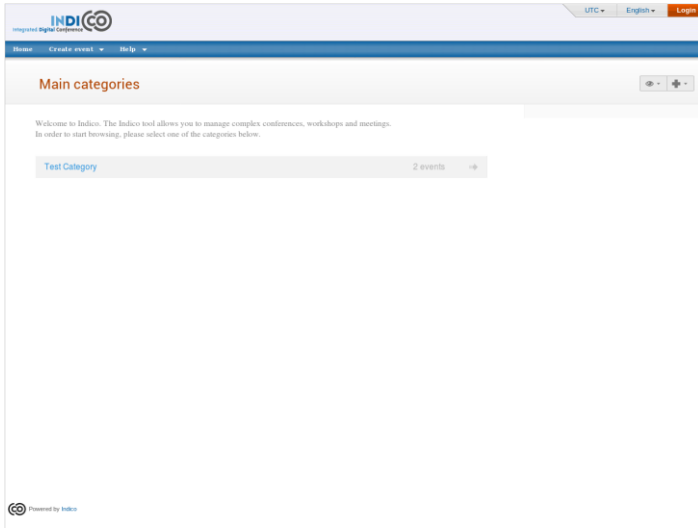 UTC English Login
INDICO
Integrated Digital Conference
Home Create event Help
Main categories
Welcome to Indico. The Indico tool allows you to manage complex conferences, workshops and meetings.
In order to start browsing, please select one of the categories below.
Test Category 2 events
Powered by Indico